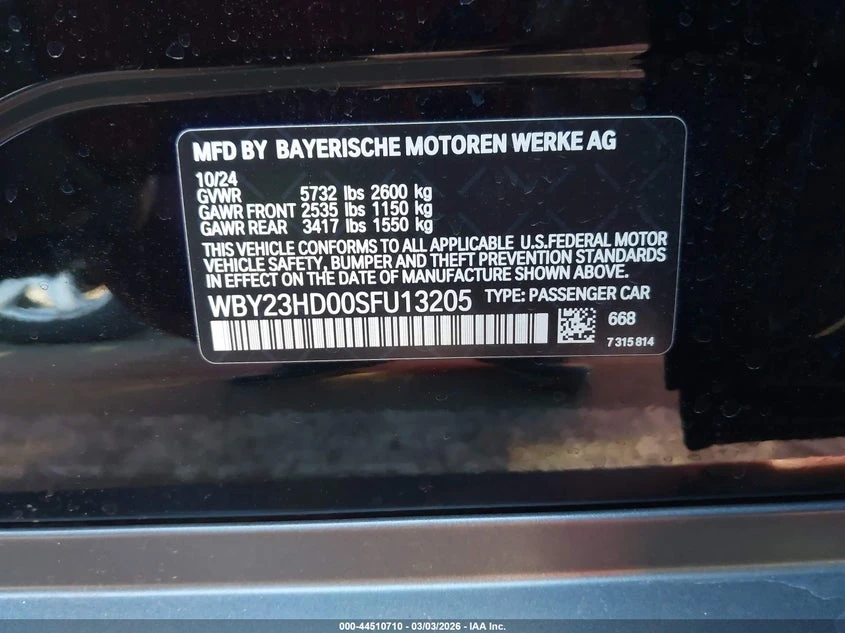 MFD BY BAYERISCHE MOTOREN WERKE AG
10/24
GVWR 5732 lbs 2600 kg
GAWR FRONT 2535 lbs 1150 kg
GAWR REAR 3417 lbs 1550 kg
THIS VEHICLE CONFORMS TO ALL APPLICABLE U.S.FEDERAL MOTOR
VEHICLE SAFETY, BUMPER AND THEFT PREVENTION STANDARDS
IN EFFECT ON THE DATE OF MANUFACTURE SHOWN ABOVE.
WBY23HD00SFU13205 TYPE: PASSENGER CAR
668
7 315 814
000-44510710 - 03/03/2026 - IAA Inc.